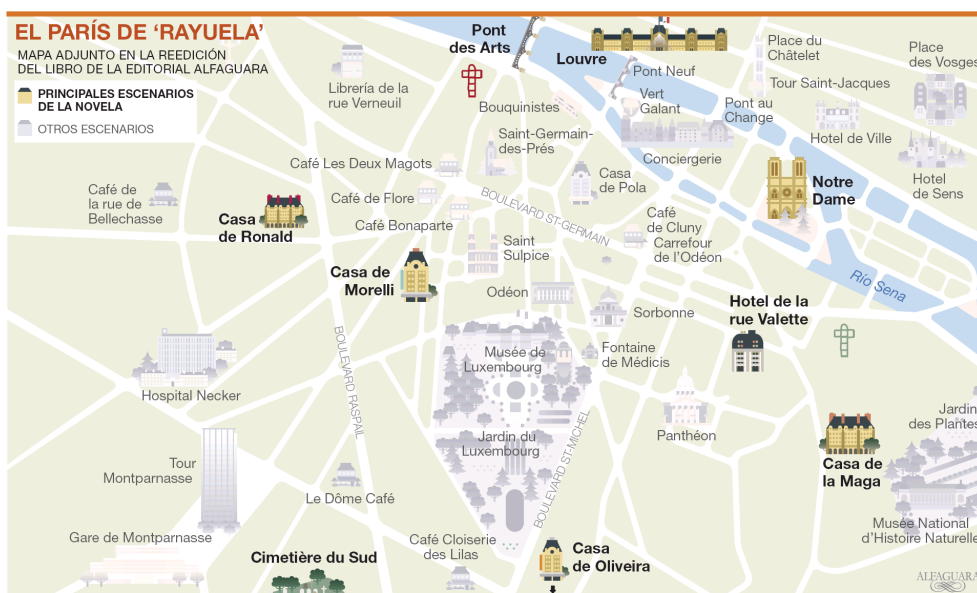 EL PARÍS DE ‘RAYUELA’
MAPA ADJUNTO EN LA REEDICIÓN
DEL LIBRO DE LA EDITORIAL ALFAGUARA
PRINCIPALES ESCENARIOS
DE LA NOVELA
OTROS ESCENARIOS
Pont
des Arts
Louvre
Place du
Châtelet
Place
des Vosges
Librería de la
rue Verneuil
Pont Neuf
Tour Saint-Jacques
Bouquinistes
Vert
Galant
Pont au
Change
Saint-Germain-
des-Prés
Hotel de Ville
Conciergerie
Café Les Deux Magots
Casa
de Pola
Hotel
de Sens
Café de
la rue de
Bellechasse
Café de Flore
Notre
Dame
BOULEVARD ST-GERMAIN
Casa
de Ronald
Café Bonaparte
Café
de Cluny
Carrefour
de l’Odéon
Saint
Sulpice
Casa de
Morelli
Río Sena
Odéon
Hotel de la
rue Valette
Sorbonne
BOULEVARD RASPAIL
Musée de
Luxembourg
Fontaine
de Médicis
Hospital Necker
Jardin
des Plantes
Panthéon
Jardin du
Luxembourg
BOULEVARD ST-MICHEL
Tour
Montparnasse
Casa de
la Maga
Le Dôme Café
Musée National
d’Histoire Naturelle
Gare de Montparnasse
Café Closerie
des Lilas
Cimetière du Sud
Casa
de Oliveira
ALFAGUARA